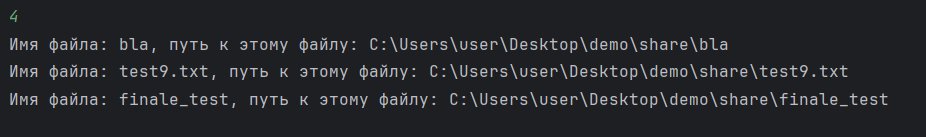 4
Имя файла: bla, путь к этому файлу: C:\Users\user\Desktop\demo\share\bla
Имя файла: test9.txt, путь к этому файлу: C:\Users\user\Desktop\demo\share\test9.txt
Имя файла: finale_test, путь к этому файлу: C:\Users\user\Desktop\demo\share\finale_test